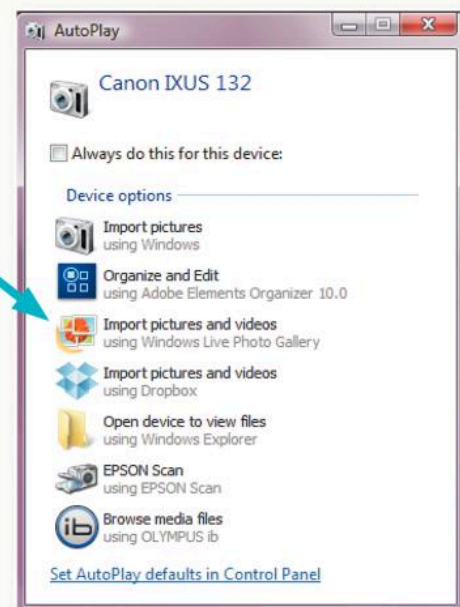 AutoPlay
Canon IXUS 132
Always do this for this device:
Device options
Import pictures
using Windows
Organize and Edit
using Adobe Elements Organizer 10.0
Import pictures and videos
using Windows Live Photo Gallery
Import pictures and videos
using Dropbox
Open device to view files
using Windows Explorer
EPSON Scan
using EPSON Scan
ib
Browse media files
using OLYMPUS ib
Set AutoPlay defaults in Control Panel